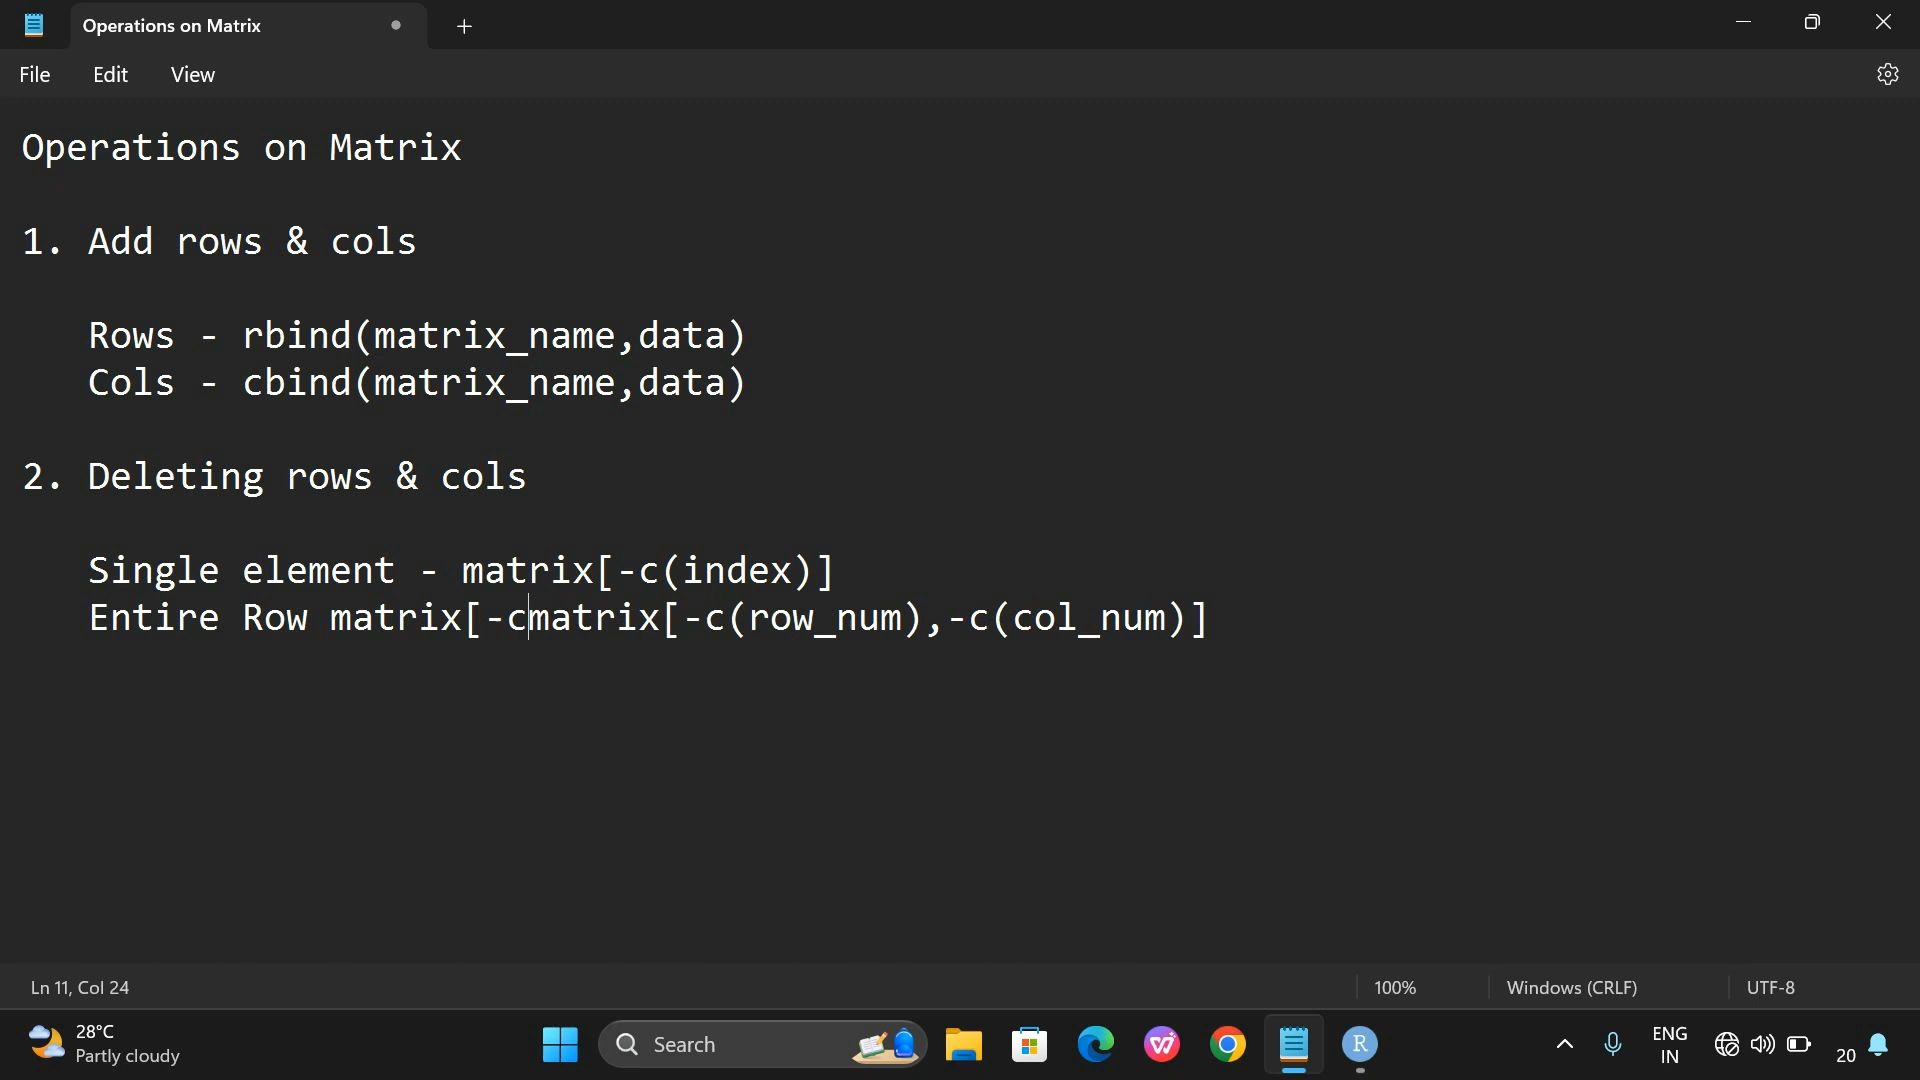 Operations on Matrix
File Edit View
Operations on Matrix
1. Add rows & cols
Rows - rbind(matrix_name,data)
Cols - cbind(matrix_name,data)
2. Deleting rows & cols
Single element - matrix[-c(index)]
Entire Row matrix[-cmatrix[-c(row_num),-c(col_num)]
Ln 11, Col 24 100% Windows (CRLF) UTF-8
28°C
Partly cloudy
Search
R
ENG
IN
20